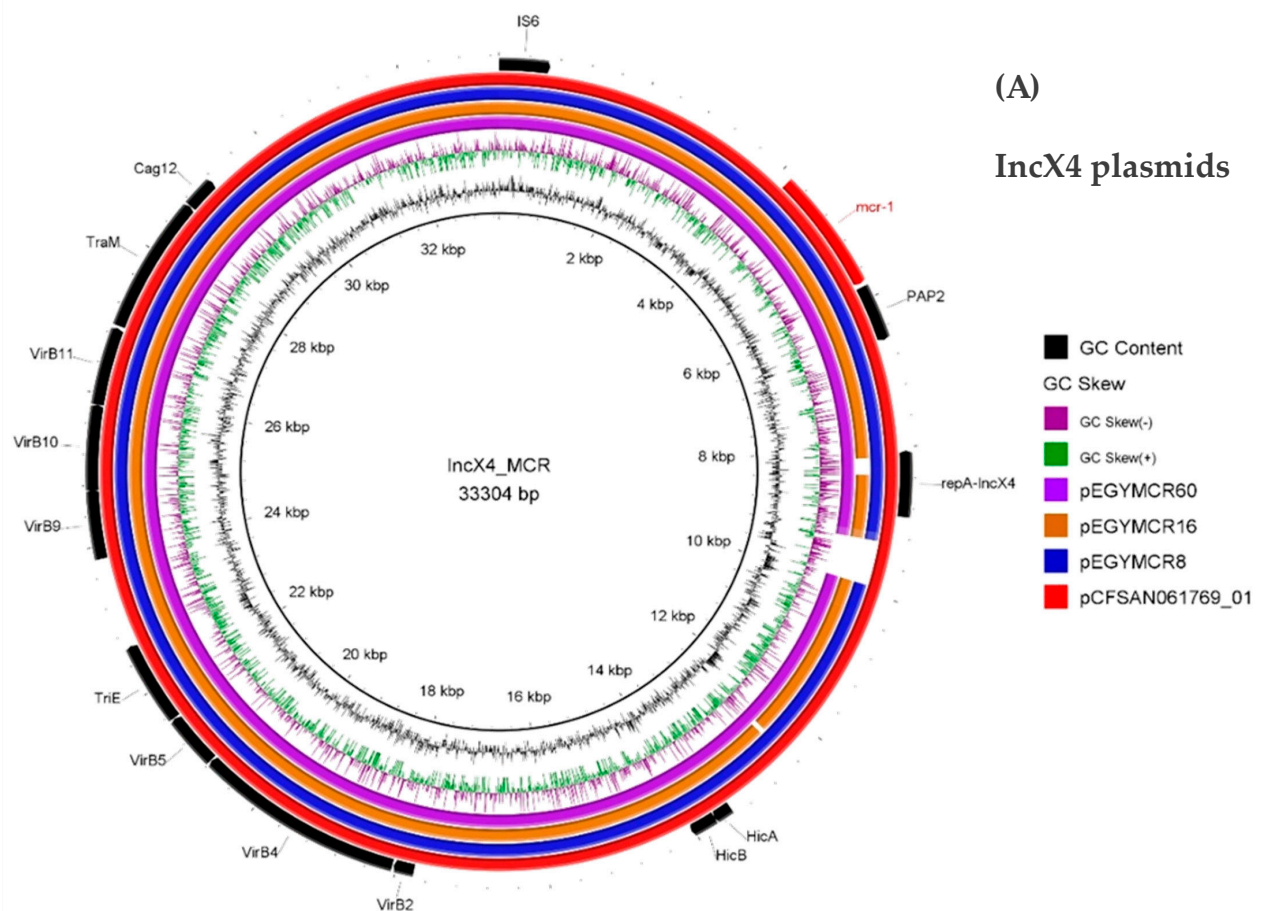 (A)
IncX4 plasmids
IS6
mcr-1
PAP2
repA-IncX4
HicA
HicB
VirB2
VirB4
VirB5
TriE
VirB9
VirB10
VirB11
TraM
Cag12
2 kbp
4 kbp
6 kbp
8 kbp
10 kbp
12 kbp
14 kbp
16 kbp
18 kbp
20 kbp
22 kbp
24 kbp
26 kbp
28 kbp
30 kbp
32 kbp
IncX4_MCR
33304 bp
GC Content
GC Skew
GC Skew(-)
GC Skew(+)
pEGYMCR60
pEGYMCR16
pEGYMCR8
pCFSAN061769_01